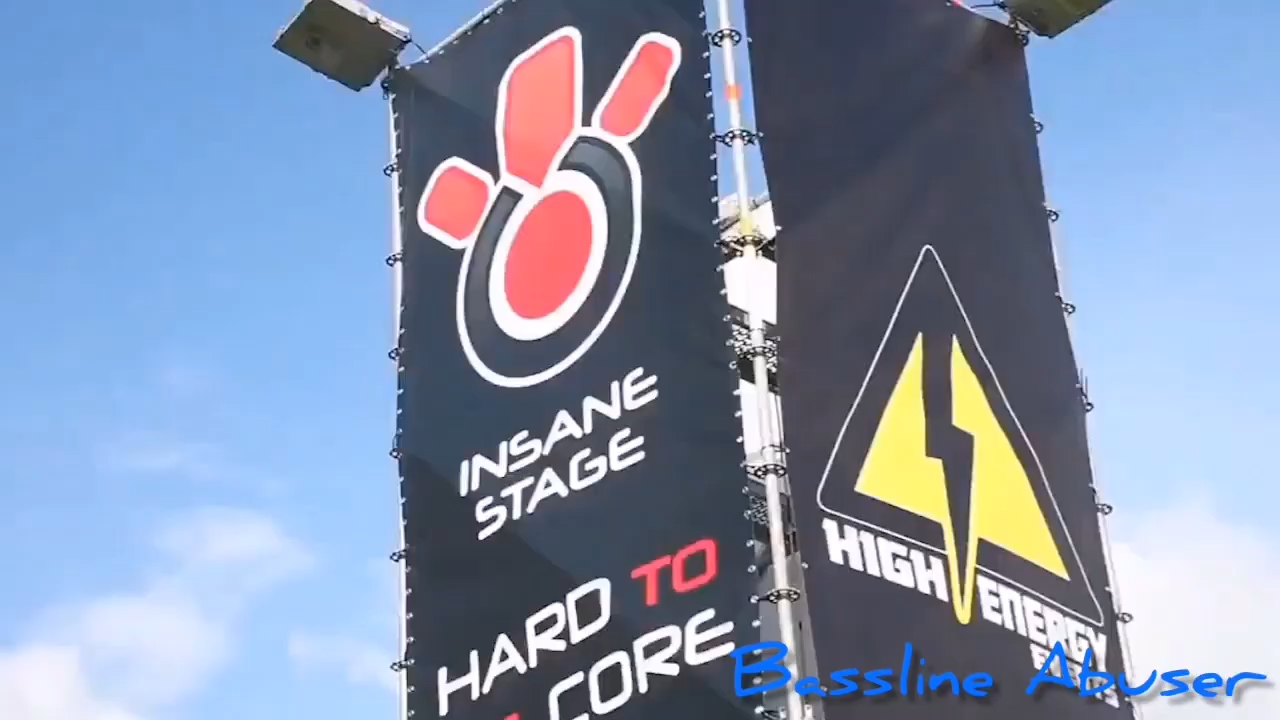 INSANE
STAGE
HARD TO
CORE
HIGH ENERGY
Bassline Abuser